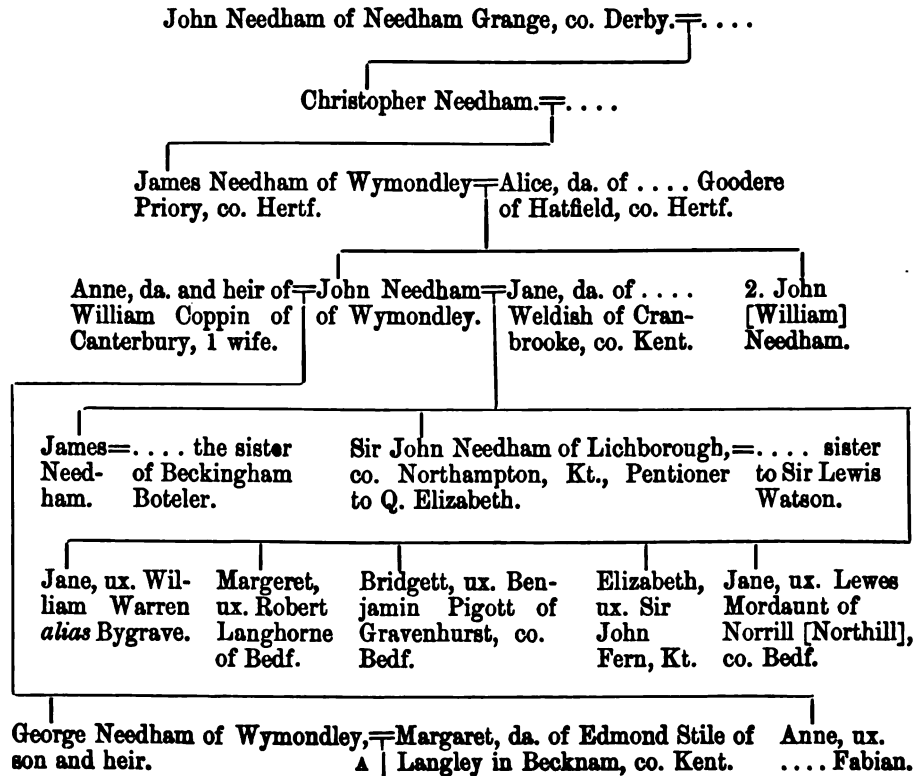 John Needham of Needham Grange, co. Derby.=. . . .
Christopher Needham.=. . . .
James Needham of Wymondley=Alice, da. of . . . . Goodere
Priory, co. Hertf. of Hatfield, co. Hertf.
Anne, da. and heir of=John Needham=Jane, da. of . . . . 2. John
William Coppin of of Wymondley. Weldish of Cran- [William]
Canterbury, 1 wife. brooke, co. Kent. Needham.
James=. . . . the sister Sir John Needham of Lichborough,=. . . . sister
Need- of Beckingham co. Northampton, Kt., Pentioner to Sir Lewis
ham. Boteler. to Q. Elizabeth. Watson.
Jane, ux. Wil- Margeret, Bridgett, ux. Ben- Elizabeth, Jane, ux. Lewes
liam Warren ux. Robert jamin Pigott of ux. Sir Mordaunt of
alias Bygrave. Langhorne Gravenhurst, co. John Norrill [Northill],
of Bedf. Bedf. Fern, Kt. co. Bedf.
George Needham of Wymondley,=Margaret, da. of Edmond Stile of Anne, ux.
son and heir. A Langley in Becknam, co. Kent. . . . . Fabian.